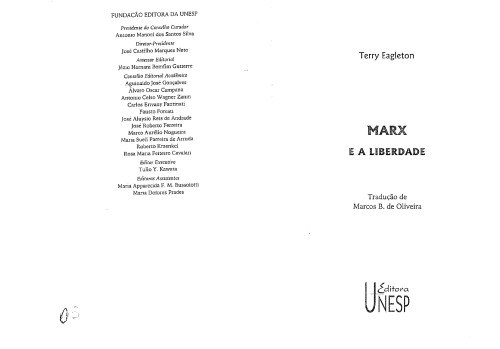 FUNDAÇÃO EDITORA DA UNESP
Presidente do Conselho Curador
Antonio Manoel dos Santos Silva
Diretor-Presidente
José Castilho Marques Neto
Assessor Editorial
Jézio Hernani Bomfim Gutierre
Conselho Editorial Acadêmico
Aguinaldo José Gonçalves
Álvaro Oscar Campana
Antonio Celso Wagner Zanin
Carlos Erivany Fantinati
Fausto Foresti
José Aluysio Reis de Andrade
José Roberto Ferreira
Marco Aurélio Nogueira
Maria Sueli Parreira de Arruda
Roberto Kraenkel
Rosa Maria Feiteiro Cavalari
Editor Executivo
Tulio Y. Kawata
Editoras Assistentes
Maria Apparecida F. M. Bussolotti
Maria Dolores Prades
Terry Eagleton
MARX
E A LIBERDADE
Tradução de
Marcos B. de Oliveira
Editora
UNESP